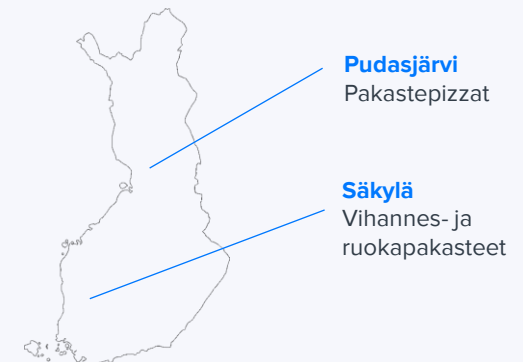 Pudasjärvi
Pakastepizzat
Säkylä
Vihannes- ja
ruokapakasteet